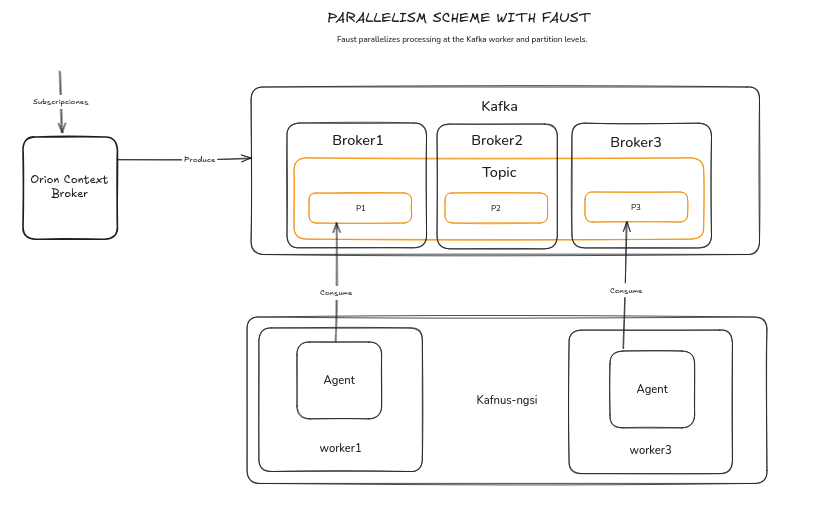 PARALLELISM SCHEME WITH FAUST
Faust parallelizes processing at the Kafka worker and partition levels.
Subscripciones
Orion Context
Broker
Produce
Kafka
Broker1
Broker2
Broker3
Topic
P1
P2
P3
Consume
Consume
Agent
worker1
Kafnus-ngsi
Agent
worker3